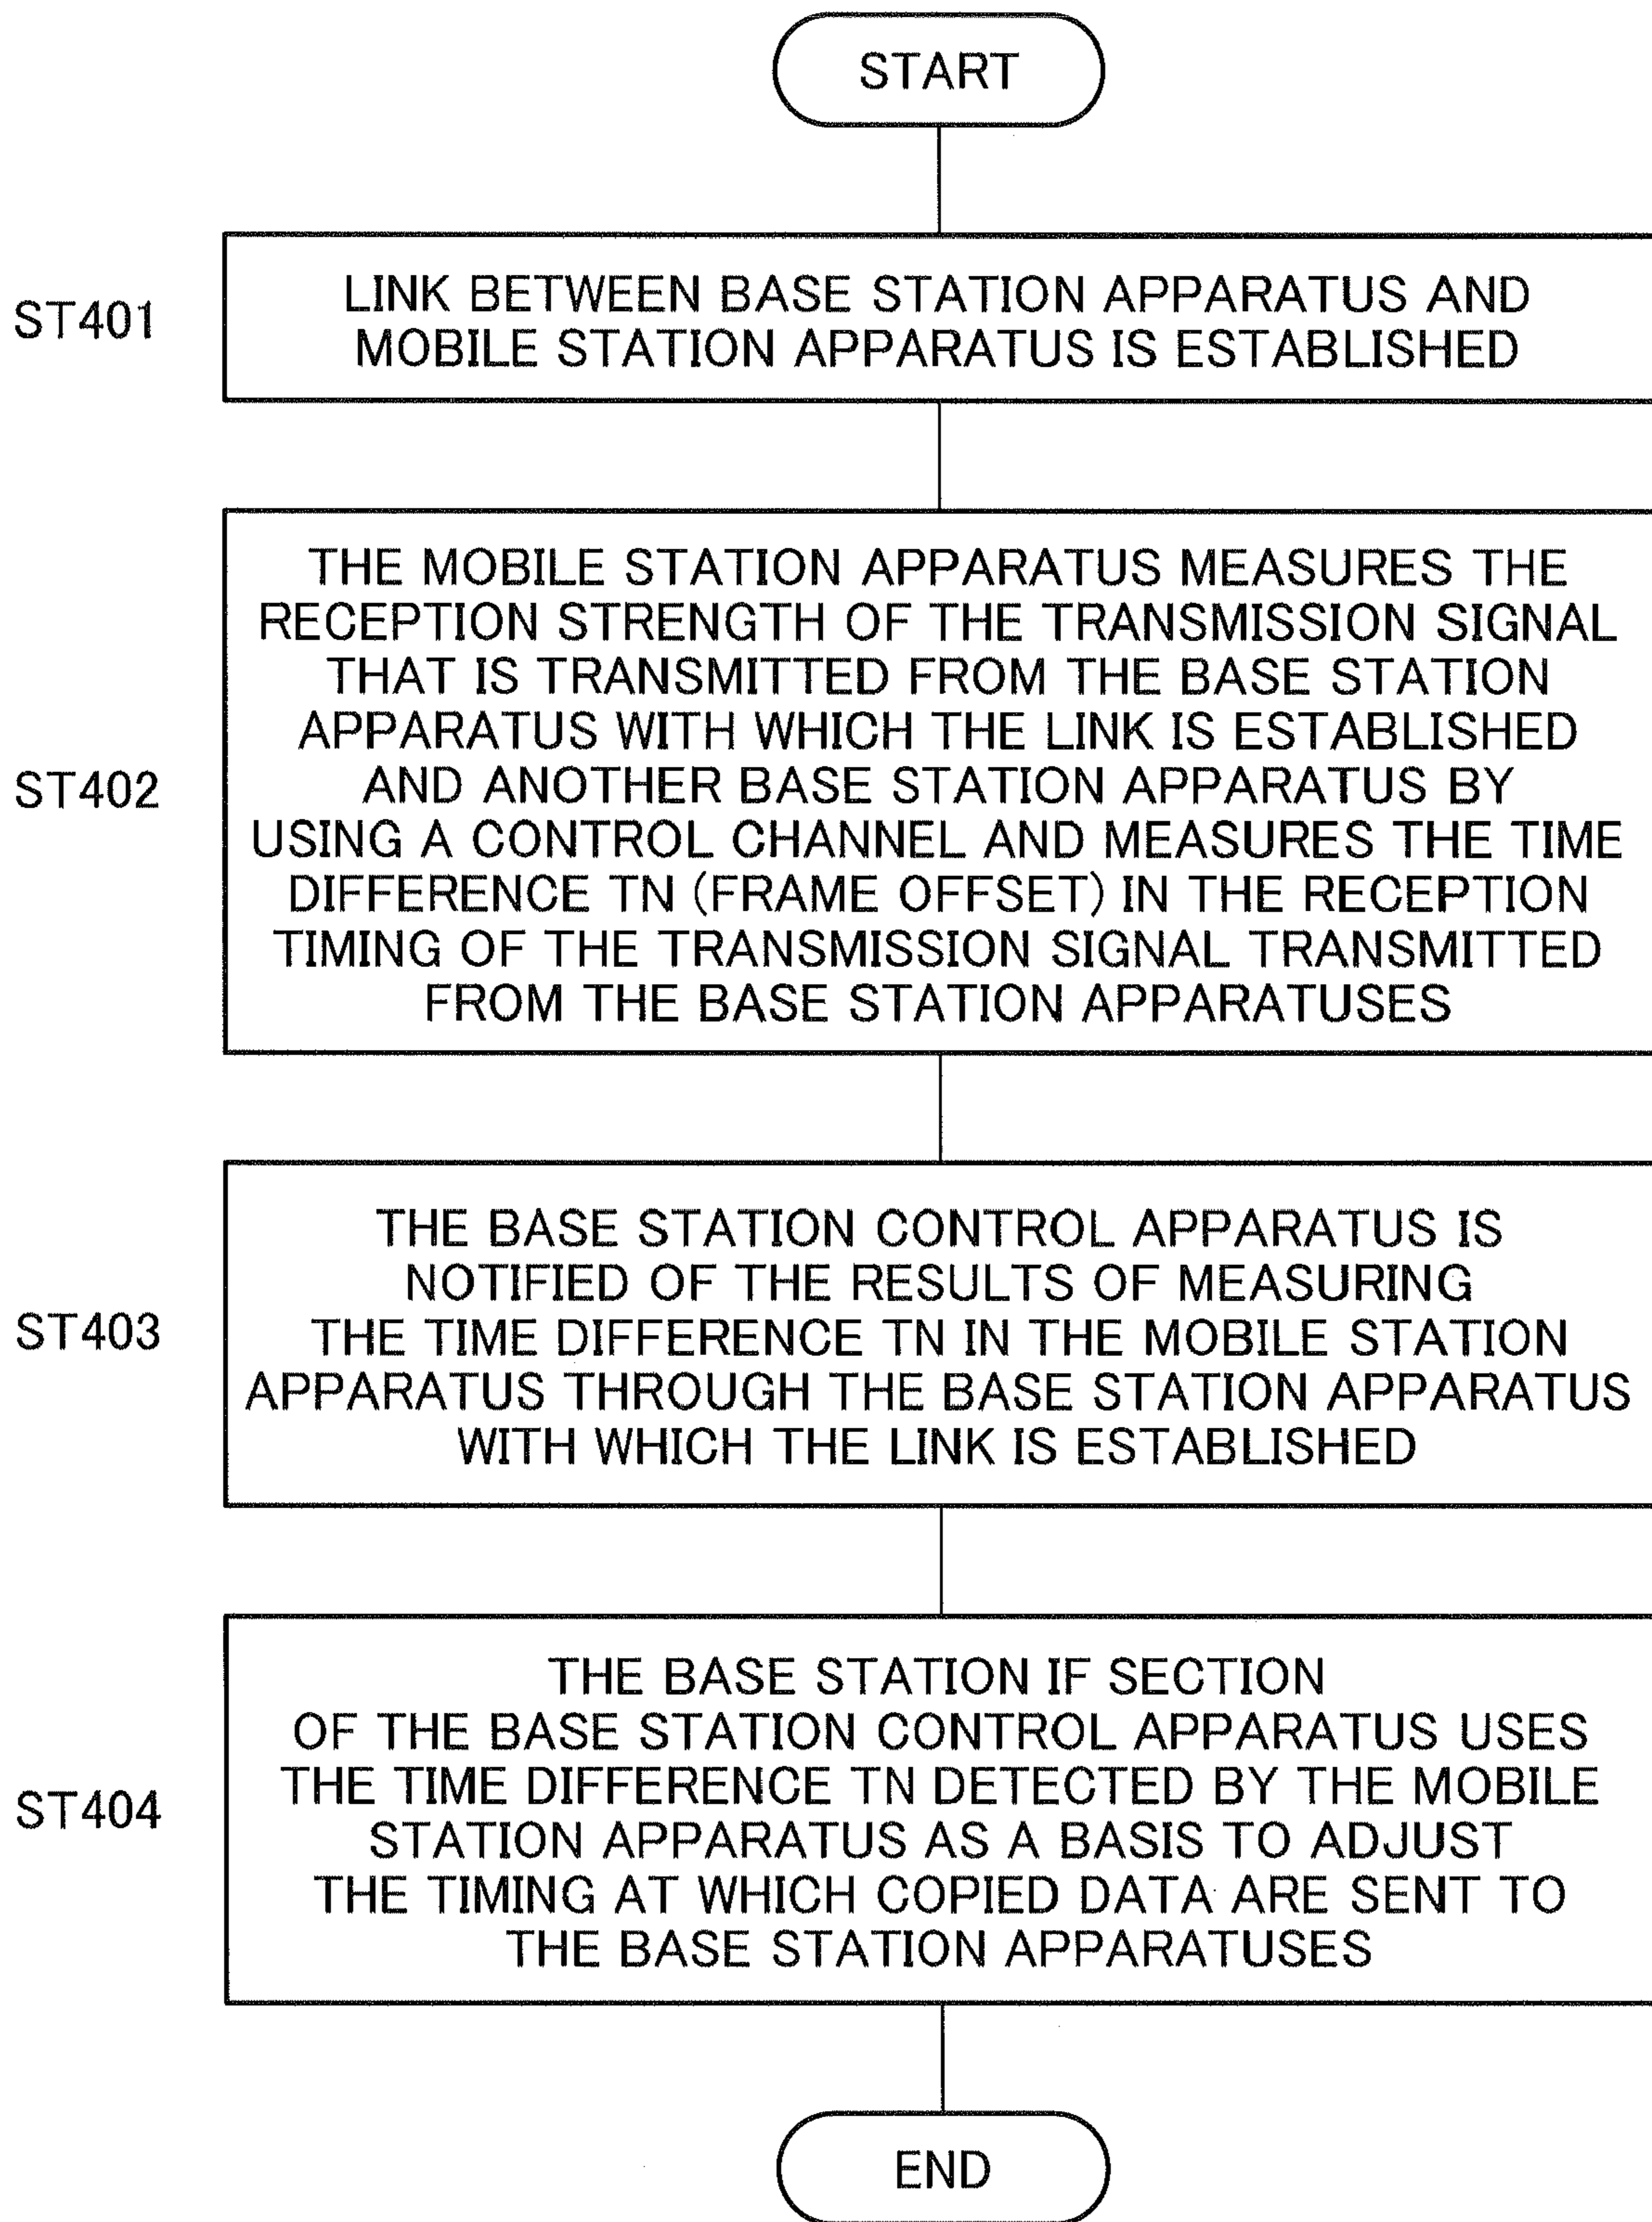 START
ST401
LINK BETWEEN BASE STATION APPARATUS AND
MOBILE STATION APPARATUS IS ESTABLISHED
ST402
THE MOBILE STATION APPARATUS MEASURES THE
RECEPTION STRENGTH OF THE TRANSMISSION SIGNAL
THAT IS TRANSMITTED FROM THE BASE STATION
APPARATUS WITH WHICH THE LINK IS ESTABLISHED
AND ANOTHER BASE STATION APPARATUS BY
USING A CONTROL CHANNEL AND MEASURES THE TIME
DIFFERENCE TN (FRAME OFFSET) IN THE RECEPTION
TIMING OF THE TRANSMISSION SIGNAL TRANSMITTED
FROM THE BASE STATION APPARATUSES
ST403
THE BASE STATION CONTROL APPARATUS IS
NOTIFIED OF THE RESULTS OF MEASURING
THE TIME DIFFERENCE TN IN THE MOBILE STATION
APPARATUS THROUGH THE BASE STATION APPARATUS
WITH WHICH THE LINK IS ESTABLISHED
ST404
THE BASE STATION IF SECTION
OF THE BASE STATION CONTROL APPARATUS USES
THE TIME DIFFERENCE TN DETECTED BY THE MOBILE
STATION APPARATUS AS A BASIS TO ADJUST
THE TIMING AT WHICH COPIED DATA ARE SENT TO
THE BASE STATION APPARATUSES
END